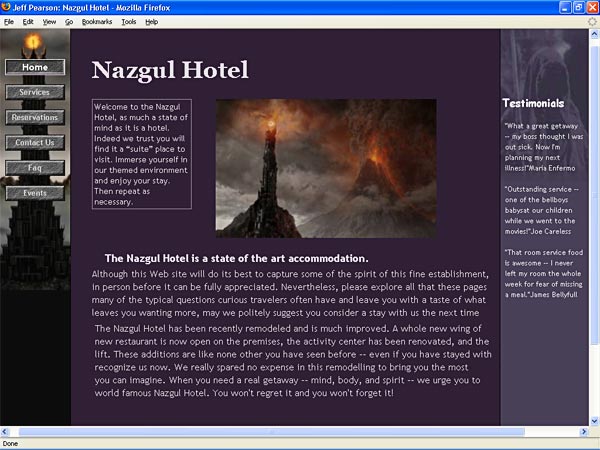 Jeff Pearson: Nazgul Hotel - Mozilla Firefox
File Edit View Go Bookmarks Tools Help
Home
Services
Reservations
Contact Us
Faq
Events
Nazgul Hotel
Welcome to the Nazgul
Hotel, as much a state of
mind as it is a hotel.
Indeed we trust you will
find it a "suite" place to
visit. Immerse yourself in
our themed environment
and enjoy your stay.
Then repeat as
necessary.
The Nazgul Hotel is a state of the art accommodation.
Although this Web site will do its best to capture some of the spirit of this fine establishment,
in person before it can be fully appreciated. Nevertheless, please explore all that these pages
many of the typical questions curious travelers often have and leave you with a taste of what
leaves you wanting more, may we politely suggest you consider a stay with us the next time
The Nazgul Hotel has been recently remodeled and is much improved. A whole new wing of
new restaurant is now open on the premises, the activity center has been renovated, and the
lift. These additions are like none other you have seen before -- even if you have stayed with
recognize us now. We really spared no expense in this remodelling to bring you the most
you can imagine. When you need a real getaway -- mind, body, and spirit -- we urge you to
world famous Nazgul Hotel. You won't regret it and you won't forget it!
Testimonials
"What a great getaway
-- my boss thought I was
out sick. Now I'm
planning my next
illness!"Maria Enfermo
"Outstanding service --
one of the bellboys
babysat our children
while we went to the
movies!"Joe Careless
"That room service food
is awesome -- I never
left my room the whole
week for fear of missing
a meal."James Bellyfull
Done